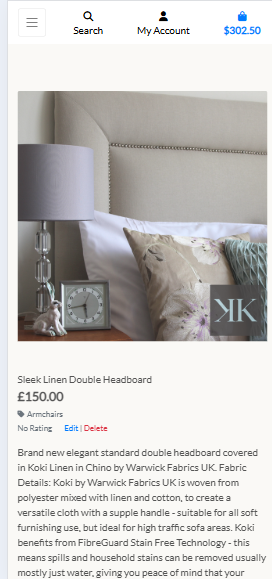 Search
My Account
$302.50
KK
Sleek Linen Double Headboard
£150.00
Armchairs
No Rating Edit | Delete
Brand new elegant standard double headboard covered
in Koki Linen in Chino by Warwick Fabrics UK. Fabric
Details: Koki by Warwick Fabrics UK is woven from
polyester mixed with linen and cotton, to create a
versatile cloth with a supple handle - suitable for all soft
furnishing use, but ideal for high traffic sofa areas. Koki
benefits from FibreGuard Stain Free Technology - this
means spills and household stains can be removed usually
mostly just water, giving you peace of mind that your